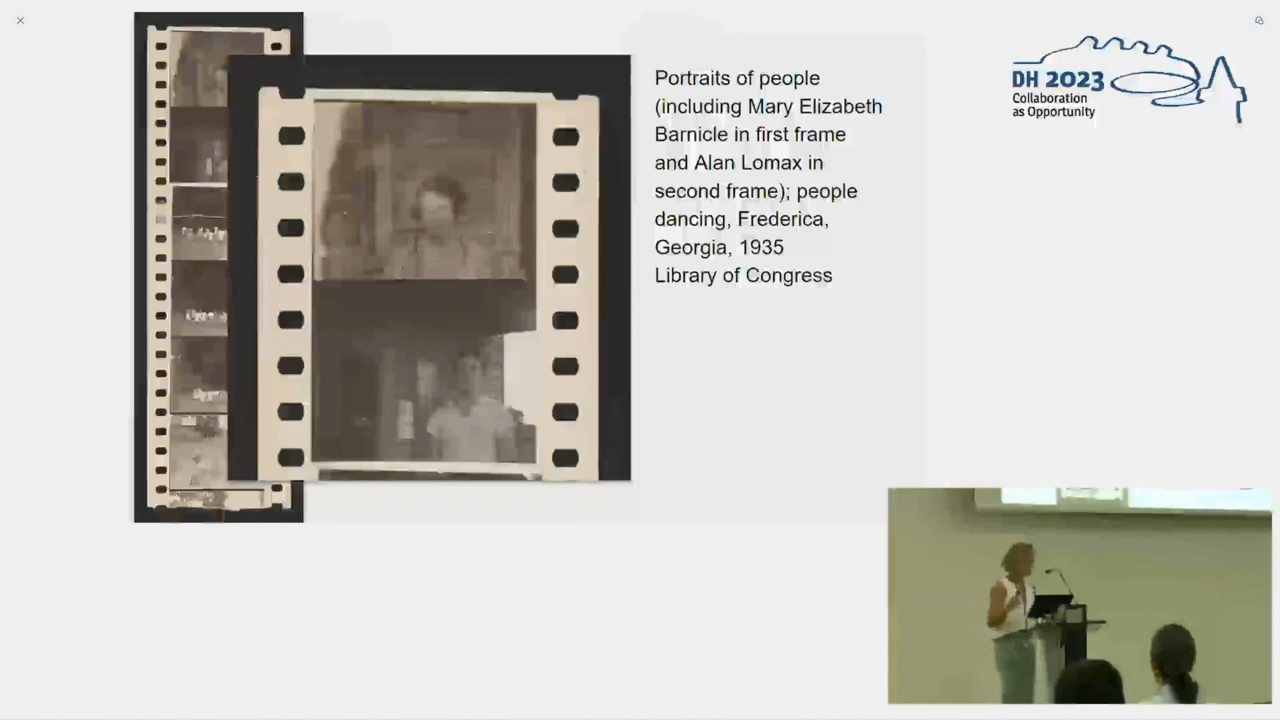 Portraits of people
(including Mary Elizabeth
Barnicle in first frame
and Alan Lomax in
second frame); people
dancing, Frederica,
Georgia, 1935
Library of Congress
DH 2023
Collaboration
as Opportunity